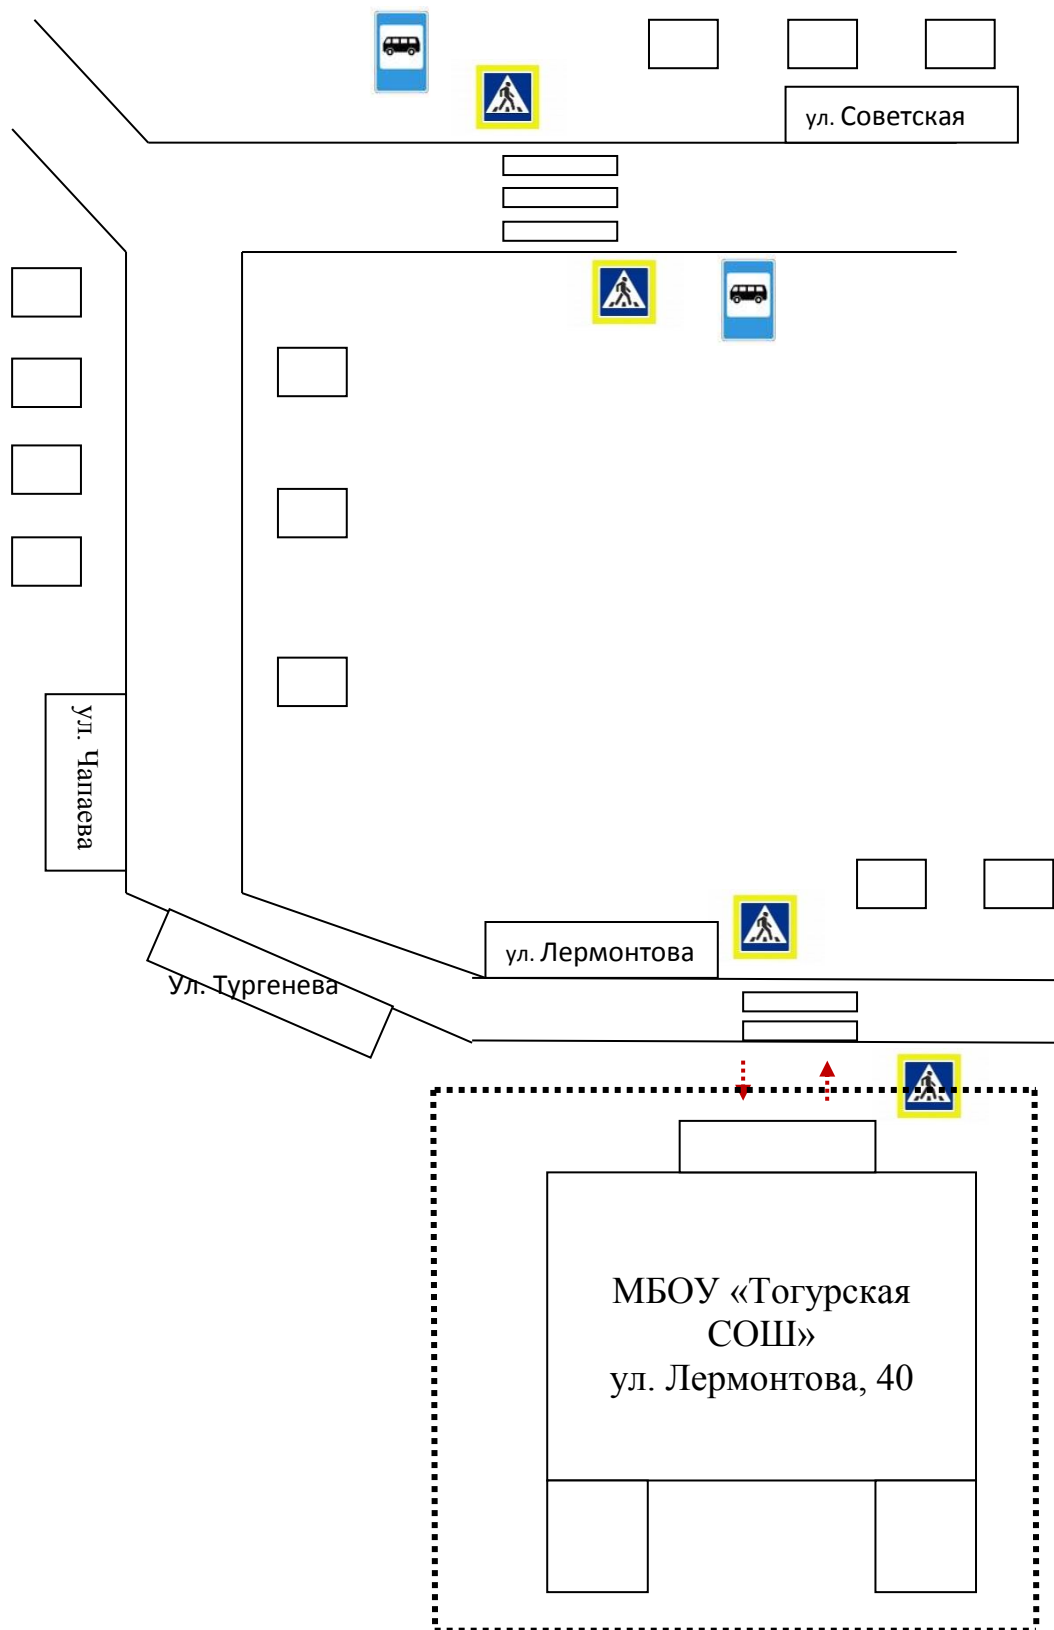 ул. Советская
ул. Чапаева
ул. Лермонтова
Ул. Тургенева
МБОУ «Тогурская
СОШ»
ул. Лермонтова, 40